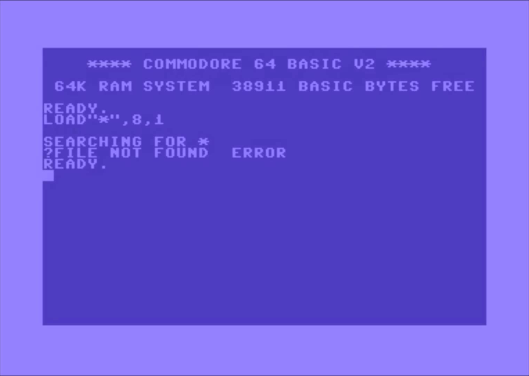 **** COMMODORE 64 BASIC V2 ****
64K RAM SYSTEM  38911 BASIC BYTES FREE
READY.
LOAD"*",8,1
SEARCHING FOR *
?FILE NOT FOUND  ERROR
READY.